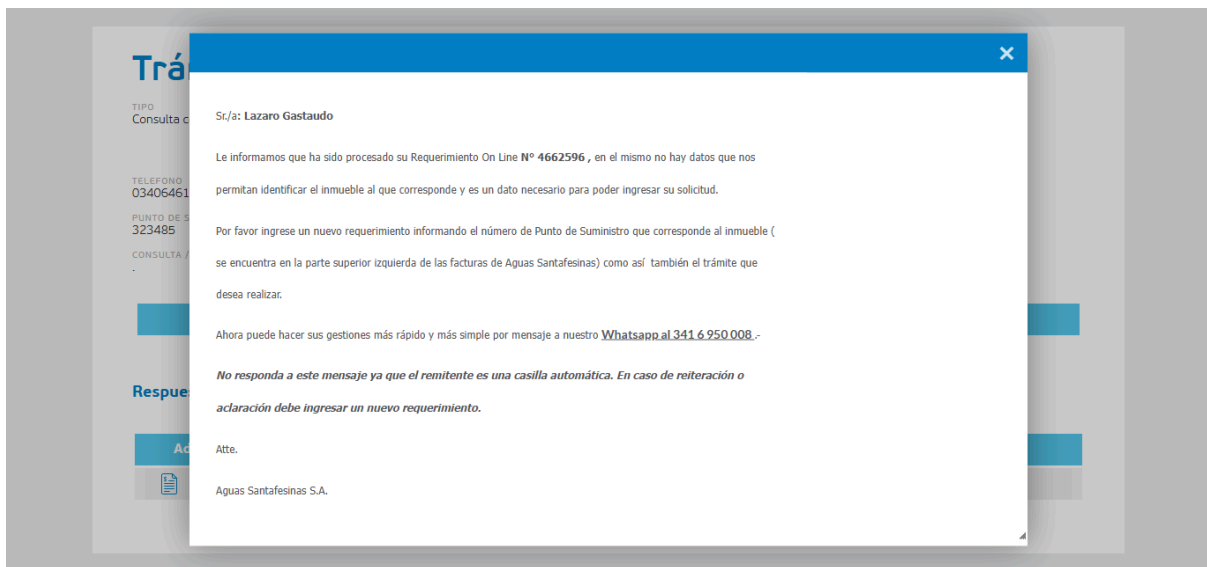 Trá
TIPO
Consulta c
TELEFONO
03406461
PUNTO DE S
323485
CONSULTA /
.
Respue
Ad
Sr./a: Lazaro Gastaudo
Le informamos que ha sido procesado su Requerimiento On Line Nº 4662596 , en el mismo no hay datos que nos
permitan identificar el inmueble al que corresponde y es un dato necesario para poder ingresar su solicitud.
Por favor ingrese un nuevo requerimiento informando el número de Punto de Suministro que corresponde al inmueble (
se encuentra en la parte superior izquierda de las facturas de Aguas Santafesinas) como así también el trámite que
desea realizar.
Ahora puede hacer sus gestiones más rápido y más simple por mensaje a nuestro Whatsapp al 341 6 950 008 .-
No responda a este mensaje ya que el remitente es una casilla automática. En caso de reiteración o
aclaración debe ingresar un nuevo requerimiento.
Atte.
Aguas Santafesinas S.A.